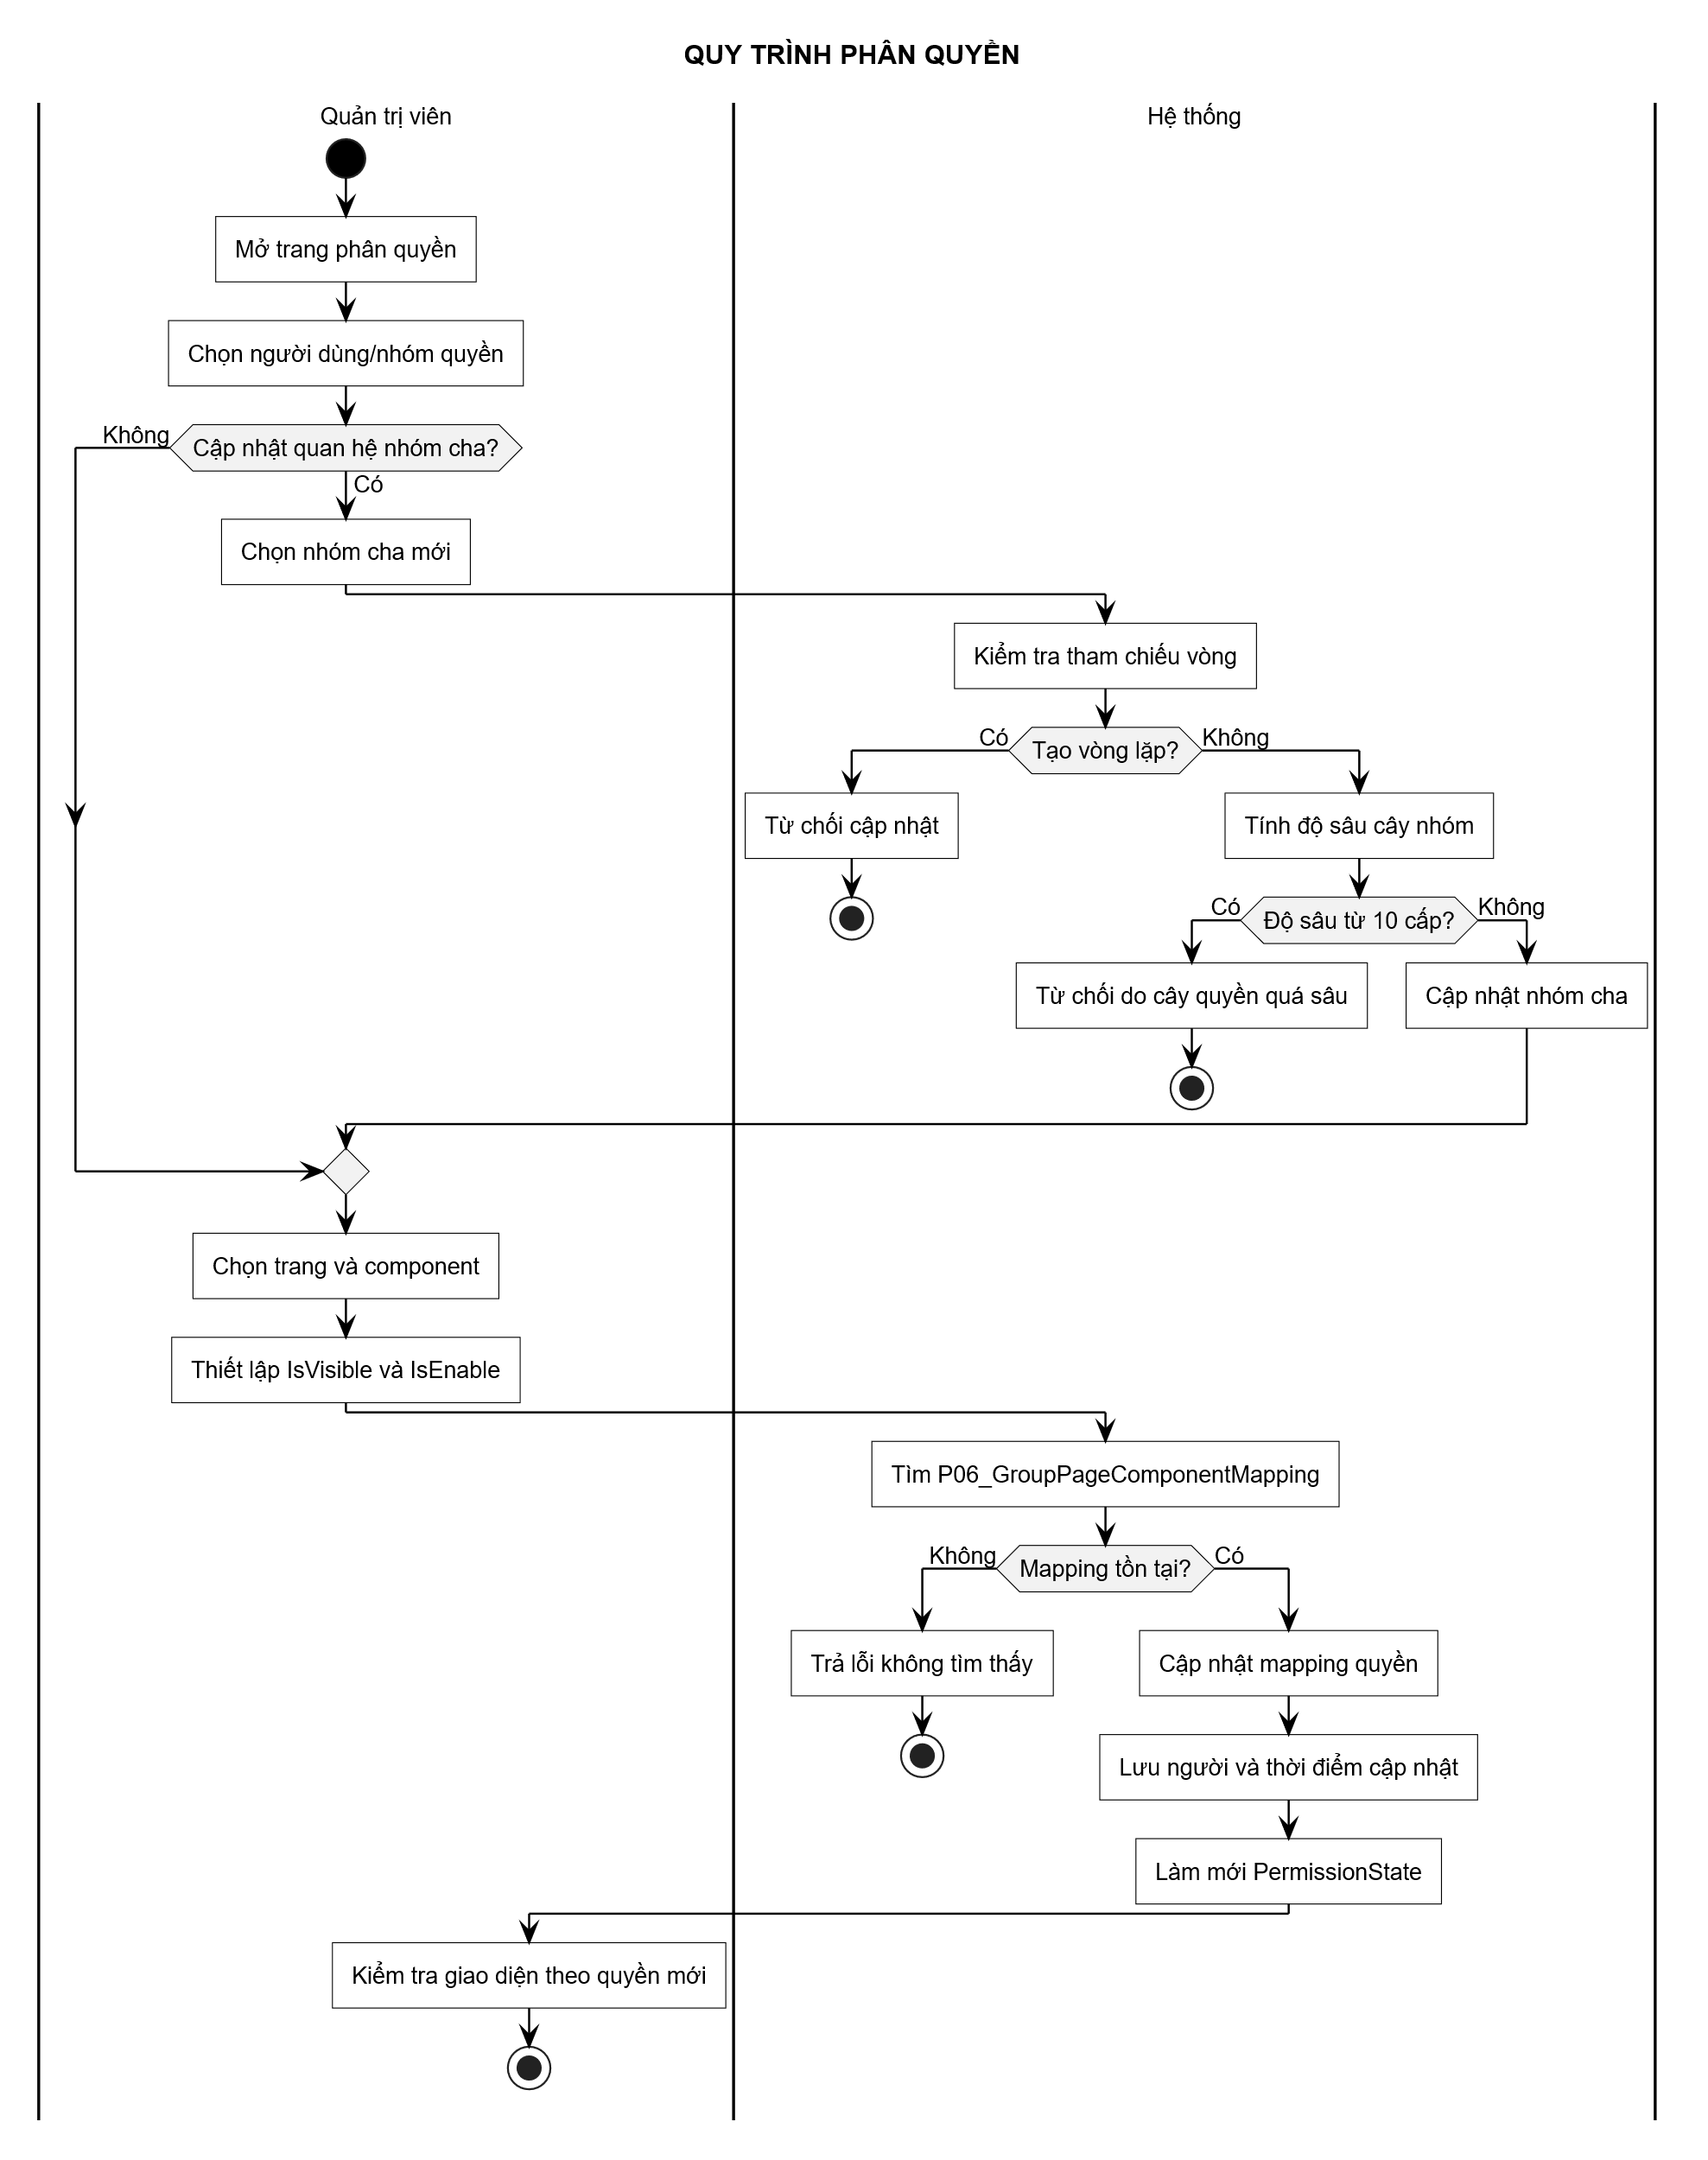 QUY TRÌNH PHÂN QUYỀN
Quản trị viên
Hệ thống
Mở trang phân quyền
Chọn người dùng/nhóm quyền
Không
Cập nhật quan hệ nhóm cha?
Có
Chọn nhóm cha mới
Kiểm tra tham chiếu vòng
Có
Tạo vòng lặp?
Không
Từ chối cập nhật
Tính độ sâu cây nhóm
Có
Độ sâu từ 10 cấp?
Không
Từ chối do cây quyền quá sâu
Cập nhật nhóm cha
Chọn trang và component
Thiết lập IsVisible và IsEnable
Tìm P06_GroupPageComponentMapping
Không
Mapping tồn tại?
Có
Trả lỗi không tìm thấy
Cập nhật mapping quyền
Lưu người và thời điểm cập nhật
Làm mới PermissionState
Kiểm tra giao diện theo quyền mới